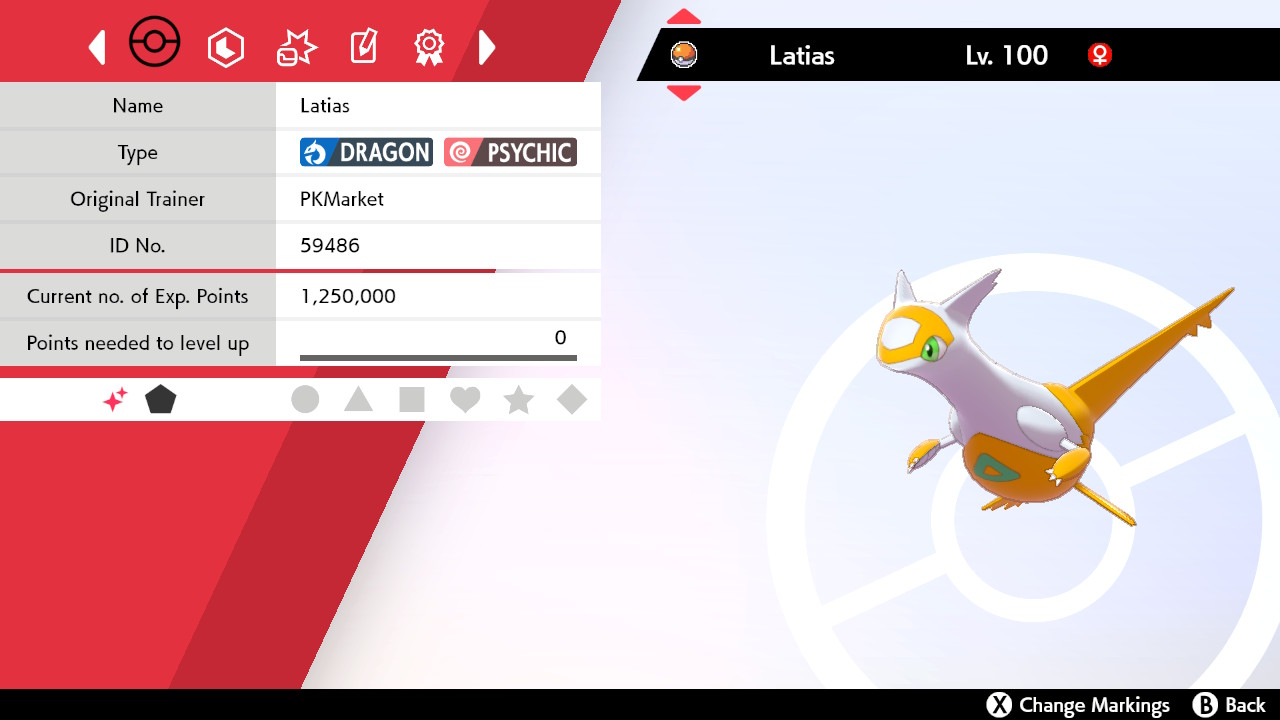 Latias Lv. 100
Name Latias
Type DRAGON PSYCHIC
Original Trainer PKMarket
ID No. 59486
Current no. of Exp. Points 1,250,000
Points needed to level up 0
X Change Markings B Back